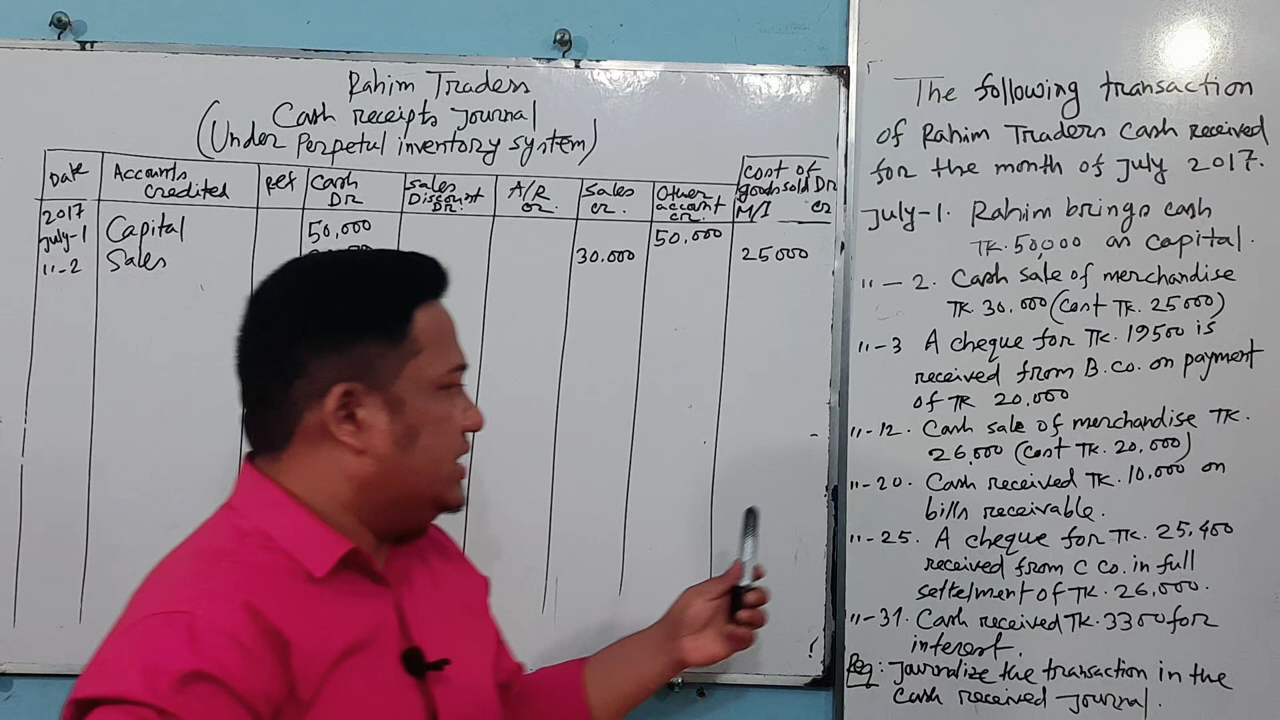 Rahim Traders
Cash receipts Journal
(Under Perpetual inventory system)
Date Accounts credited Ref Cash DR Sales Discount DR. A/R cr. Sales cr. Other account cr. Cost of goods sold DR M/I cr
2017
July-1 Capital 50,000 50.000
11-2 Sales 30.000 25000
The following transaction
of Rahim Traders Cash received
for the month of July 2017.
July-1. Rahim brings cash
TK. 50,000 as capital.
"-2. Cash sale of merchandise
TK. 30,000 (Cost TK. 25000)
"-3 A cheque for TK. 19500 is
received from B.Co. on payment
of TK 20,000
"-12. Cash sale of merchandise TK.
26,000 (Cost TK. 20,000)
"-20. Cash received TK. 10,000 on
bills receivable.
"-25. A cheque for TK. 25,400
received from C Co. in full
settelment of TK. 26,000.
"-31. Cash received TK. 3300 for
interest.
Req: Journalize the transaction in the
cash received Journal.